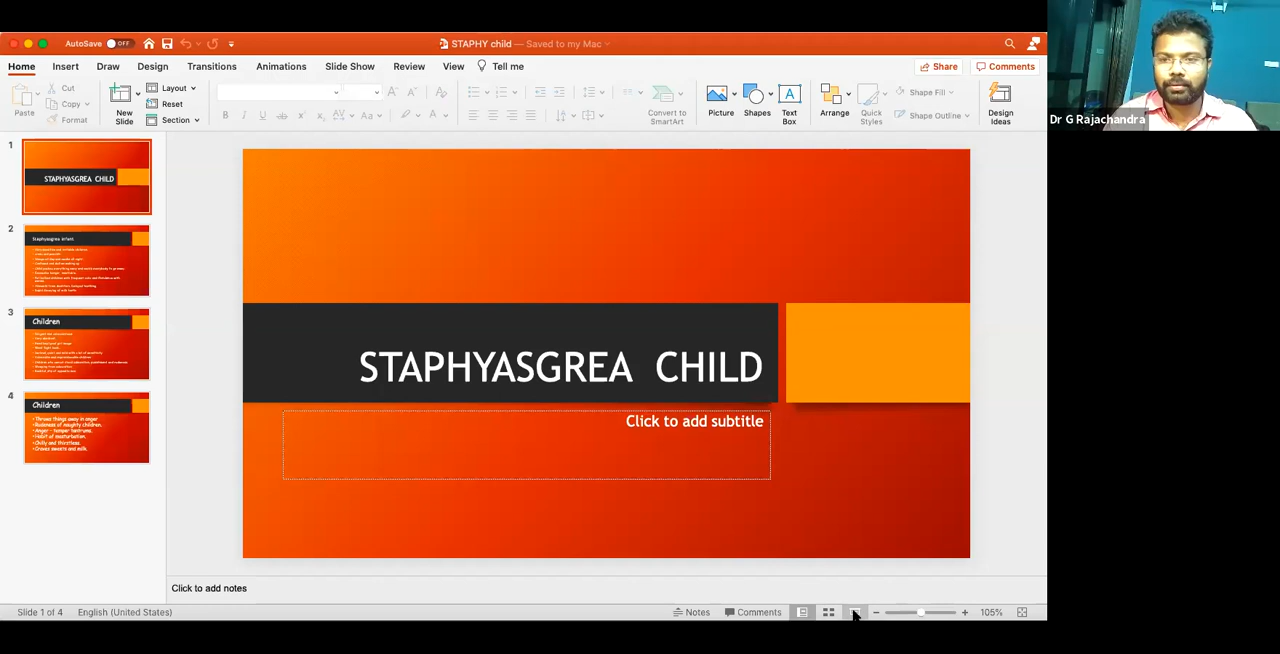 AutoSave OFF
STAPHY child — Saved to my Mac
Home Insert Draw Design Transitions Animations Slide Show Review View Tell me
Share Comments
Paste
Cut
Copy
Format
New Slide
Layout
Reset
Section
Convert to SmartArt
Picture
Shapes
Text Box
Arrange
Quick Styles
Shape Fill
Shape Outline
Design Ideas
Dr G Rajachandra
1
STAPHYASGREA CHILD
2
Staphyasgrea infant
3
Children
4
Children
Throws things away in anger
Rudeness of naughty children.
Anger – temper tantrums.
Habit of masturbation.
Chilly and thirstless.
Craves sweets and milk.
STAPHYASGREA CHILD
Click to add subtitle
Click to add notes
Slide 1 of 4 English (United States) Notes Comments 105%